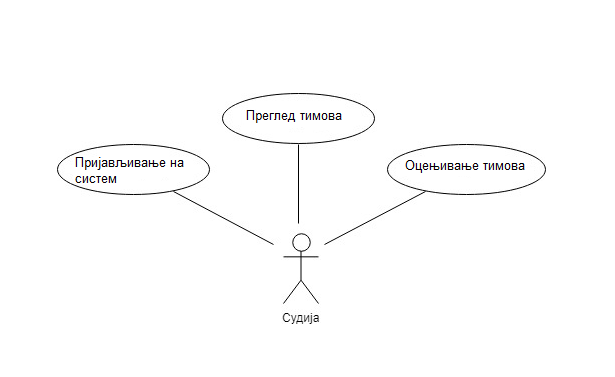 Преглед тимова
Пријављивање на
систем
Оцењивање тимова
Судија